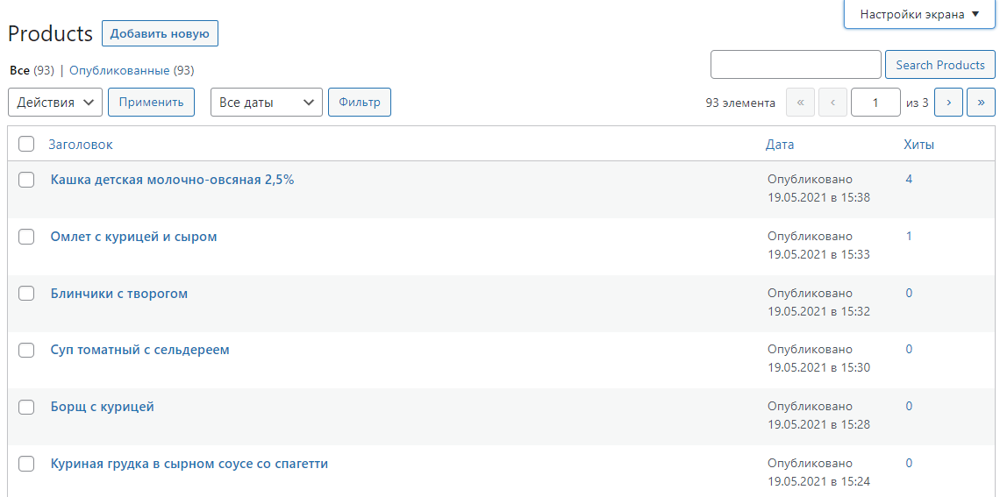 Настройки экрана ▼
Products Добавить новую
Все (93) | Опубликованные (93)
Search Products
Действия Применить Все даты Фильтр 93 элемента « ‹ 1 из 3 › »
Заголовок Дата Хиты
Кашка детская молочно-овсяная 2,5% Опубликовано 4
19.05.2021 в 15:38
Омлет с курицей и сыром Опубликовано 1
19.05.2021 в 15:33
Блинчики с творогом Опубликовано 0
19.05.2021 в 15:32
Суп томатный с сельдереем Опубликовано 0
19.05.2021 в 15:30
Борщ с курицей Опубликовано 0
19.05.2021 в 15:28
Куриная грудка в сырном соусе со спагетти Опубликовано 0
19.05.2021 в 15:24